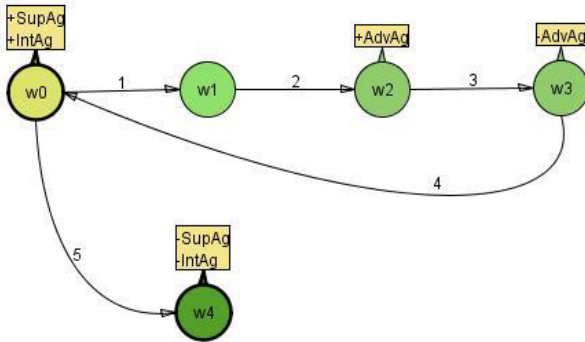 +SupAg
+IntAg
+AdvAg
-AdvAg
w0
1
w1
2
w2
3
w3
4
5
-SupAg
-IntAg
w4